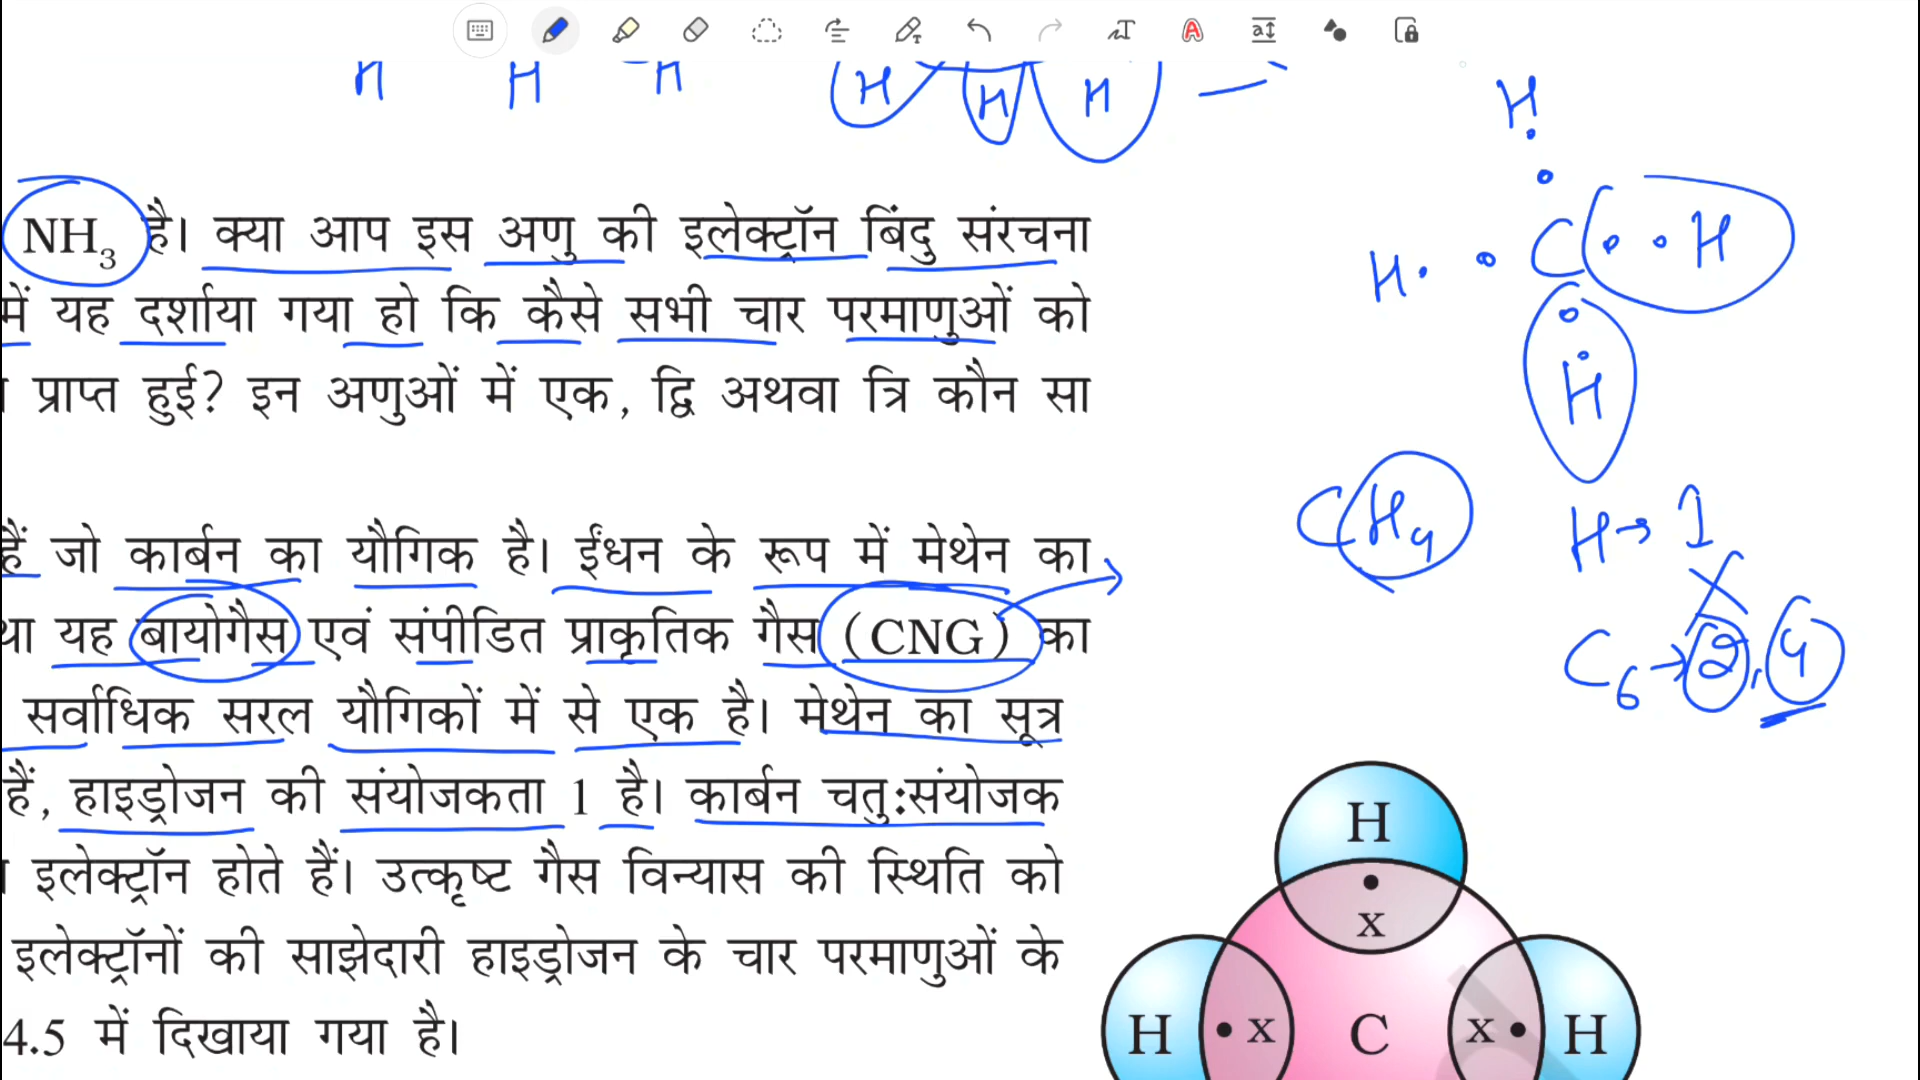 H H H H H H
H
NH3 है। क्या आप इस अणु की इलेक्ट्रॉन बिंदु संरचना
C H
H
में यह दर्शाया गया हो कि कैसे सभी चार परमाणुओं को
H
प्राप्त हुई? इन अणुओं में एक, द्वि अथवा त्रि कौन सा
CH4 H→1
हैं जो कार्बन का यौगिक है। ईंधन के रूप में मेथेन का
यह बायोगैस एवं संपीडित प्राकृतिक गैस (CNG) का
C6→2,4
सर्वाधिक सरल यौगिकों में से एक है। मेथेन का सूत्र
हैं, हाइड्रोजन की संयोजकता 1 है। कार्बन चतुःसंयोजक
इलेक्ट्रॉन होते हैं। उत्कृष्ट गैस विन्यास की स्थिति को
इलेक्ट्रॉनों की साझेदारी हाइड्रोजन के चार परमाणुओं के
4.5 में दिखाया गया है।
H
x
H x C x H